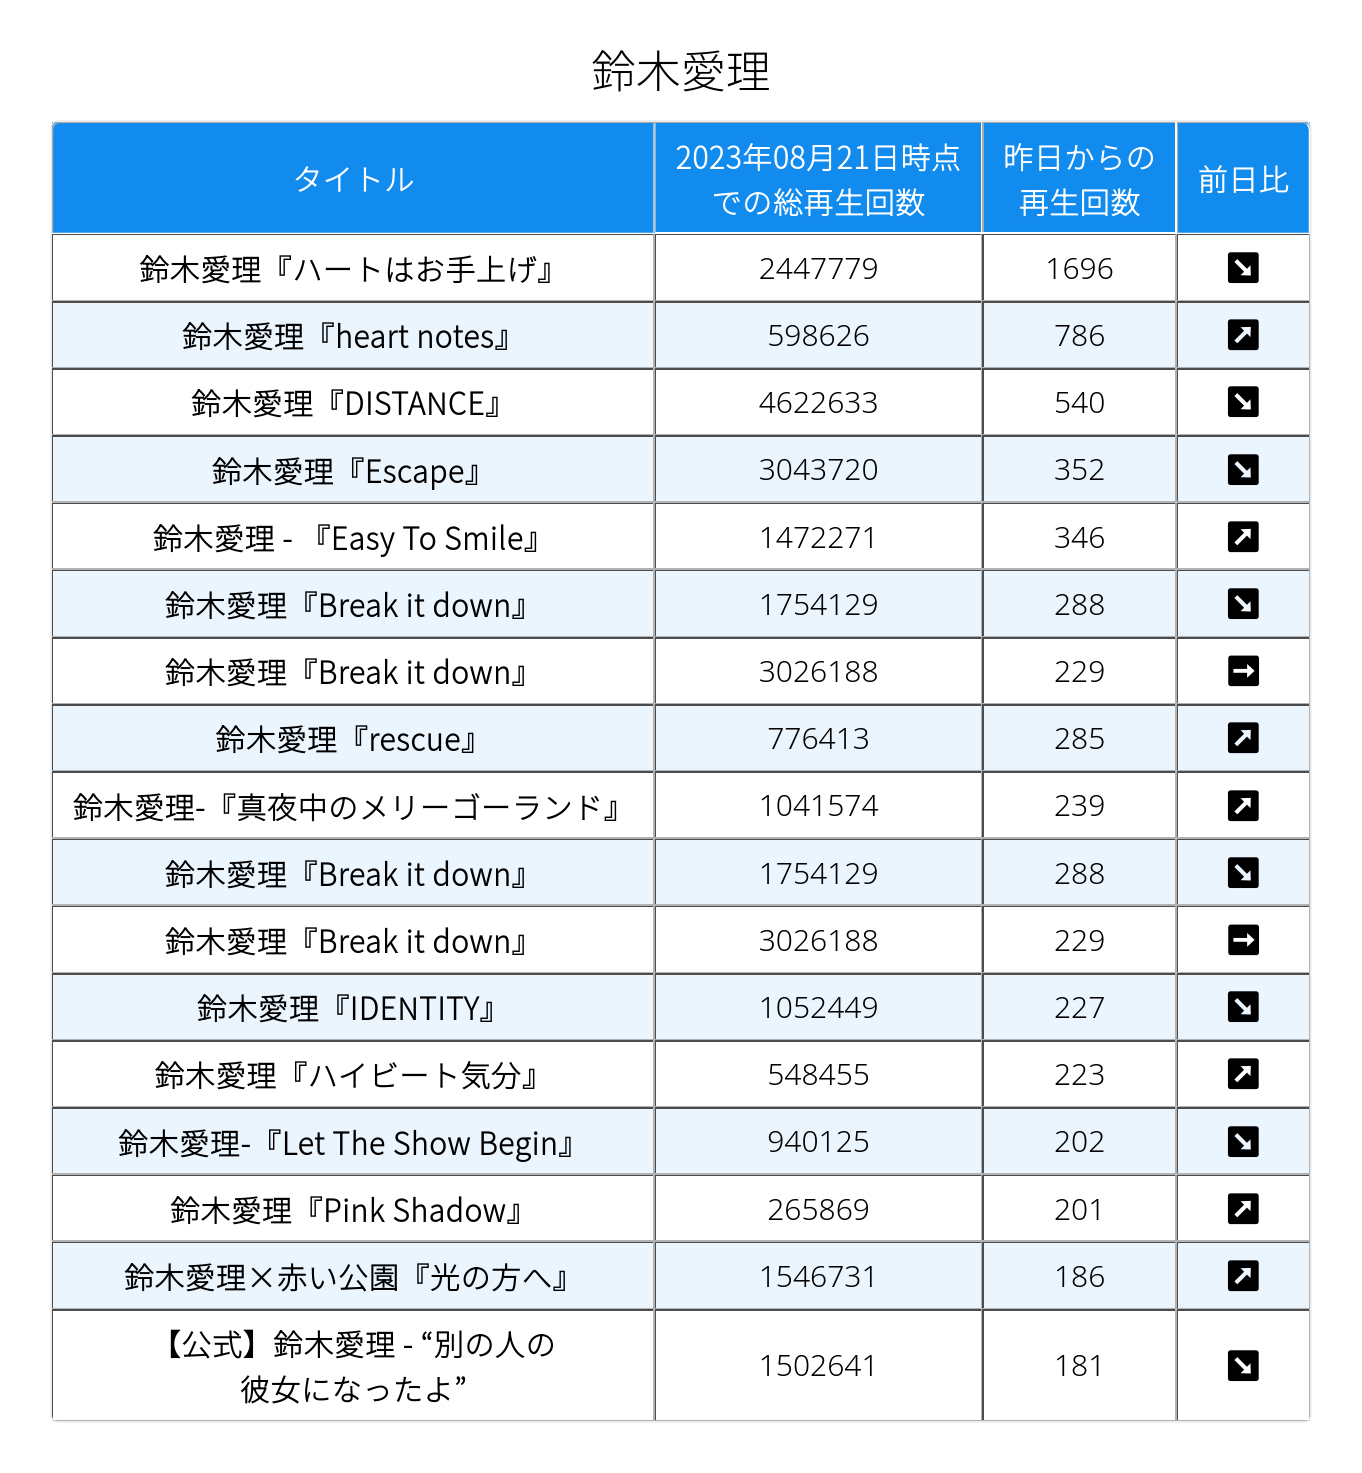 鈴木愛理
タイトル 2023年08月21日時点での総再生回数 昨日からの再生回数 前日比
鈴木愛理『ハートはお手上げ』 2447779 1696 ↘
鈴木愛理『heart notes』 598626 786 ↗
鈴木愛理『DISTANCE』 4622633 540 ↘
鈴木愛理『Escape』 3043720 352 ↘
鈴木愛理 - 『Easy To Smile』 1472271 346 ↗
鈴木愛理『Break it down』 1754129 288 ↘
鈴木愛理『Break it down』 3026188 229 →
鈴木愛理『rescue』 776413 285 ↗
鈴木愛理-『真夜中のメリーゴーランド』 1041574 239 ↗
鈴木愛理『Break it down』 1754129 288 ↘
鈴木愛理『Break it down』 3026188 229 →
鈴木愛理『IDENTITY』 1052449 227 ↘
鈴木愛理『ハイビート気分』 548455 223 ↗
鈴木愛理-『Let The Show Begin』 940125 202 ↘
鈴木愛理『Pink Shadow』 265869 201 ↗
鈴木愛理×赤い公園『光の方へ』 1546731 186 ↗
【公式】鈴木愛理 - “別の人の
彼女になったよ” 1502641 181 ↘